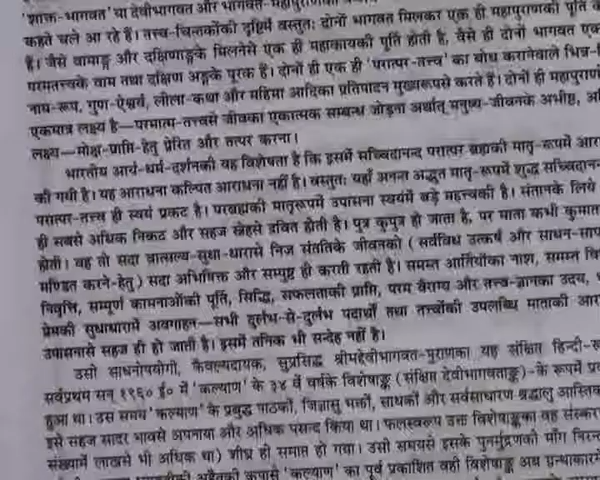 'शाक्त-भागवत' या देवीभागवत और भागवत-महापुराणको
कहते चले आ रहे हैं। तत्त्व-चिन्तकोंकी दृष्टिमें वस्तुतः दोनों भागवत मिलकर एक ही महापुराणकी पूर्ति क
है। जैसे वामाङ्ग और दक्षिणाङ्गके मिलनेसे एक ही महाकायकी पूर्ति होती है, वैसे ही दोनों भागवत एक
परमतत्त्वके वाम तथा दक्षिण अङ्गके पूरक हैं। दोनों ही एक ही 'परात्पर-तत्त्व' का बोध करानेवाले भिन्न-
नाम-रूप, गुण-ऐश्वर्य, लीला-कथा और महिमा आदिका प्रतिपादन मुख्यरूपसे करते हैं। दोनों ही महापुराणों
एकमात्र लक्ष्य है—परमात्म-तत्त्वसे जीवका एकात्मक सम्बन्ध जोड़ना अर्थात् मनुष्य-जीवनके अभीष्ट,
लक्ष्य—मोक्ष-प्राप्ति-हेतु प्रेरित और तत्पर करना।
भारतीय आर्य-धर्म-दर्शनकी यह विशेषता है कि इसमें सच्चिदानन्द परात्पर ब्रह्मकी मातृ-रूपमें आरा
की गयी है। यह आराधना कल्पित आराधना नहीं है। वस्तुतः यहाँ अनन्त अद्भुत मातृ-रूपमें शुद्ध सच्चिदानन
परात्पर-तत्त्व ही स्वयं प्रकट है। परब्रह्मकी मातृरूपमें उपासना स्वयंमें बड़े महत्त्वकी है। संतानके लिये
ही सबसे अधिक निकट और सहज स्नेहसे द्रवित होती है। पुत्र कुपुत्र हो जाता है, पर माता कभी कुमाता
होती। वह तो सदा वात्सल्य-सुधा-धारासे निज संततिके जीवनको ( सर्वविध उत्कर्ष और साधन-साध
मण्डित करने-हेतु ) सदा अभिषिक्त और सम्पुष्ट ही करती रहती है। समस्त आर्तियोंका नाश, समस्त वि
निवृत्ति, सम्पूर्ण कामनाओंकी पूर्ति, सिद्धि, सफलताकी प्राप्ति, परम वैराग्य और तत्त्व-ज्ञानका उदय,
प्रेमकी सुधाधारामें अवगाहन—सभी दुर्लभ-से-दुर्लभ पदार्थों तथा तत्त्वोंकी उपलब्धि माताकी आरा
उपासनासे सहज ही हो जाती है। इसमें तनिक भी सन्देह नहीं है।
उसी साधनोपयोगी, कैवल्यदायक, सुप्रसिद्ध श्रीमद्देवीभागवत-पुराणका यह संक्षिप्त हिन्दी-रू
सर्वप्रथम सन् १९६० ई० में 'कल्याण' के ३४ वें वर्षके विशेषाङ्क (संक्षिप्त देवीभागवताङ्क)-के रूपमें प्र
हुआ था। उस समय 'कल्याण' के प्रबुद्ध पाठकों, जिज्ञासु भक्तों, साधकों और सर्वसाधारण-श्रद्धालु आस्तिक
इसे सहज सादर भावसे अपनाया और अधिक पसन्द किया था। फलस्वरूप उक्त विशेषाङ्कका वह संस्कर
संख्यामें लाखसे भी अधिक था) शीघ्र ही समाप्त हो गया। उसी समयसे इसके पुनर्मुद्रणकी माँग निरन्
कृपासे 'कल्याण' का पूर्व प्रकाशित वही विशेषाङ्क अब ग्रन्थाकारमे